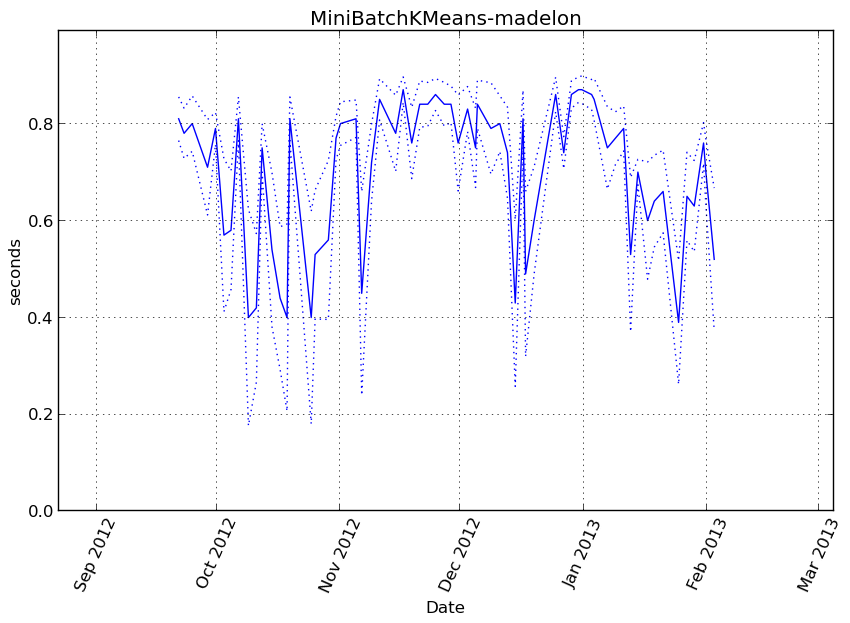 MiniBatchKMeans-madelon
seconds
0.8
0.6
0.4
0.2
0.0
Sep 2012
Oct 2012
Nov 2012
Dec 2012
Jan 2013
Feb 2013
Mar 2013
Date